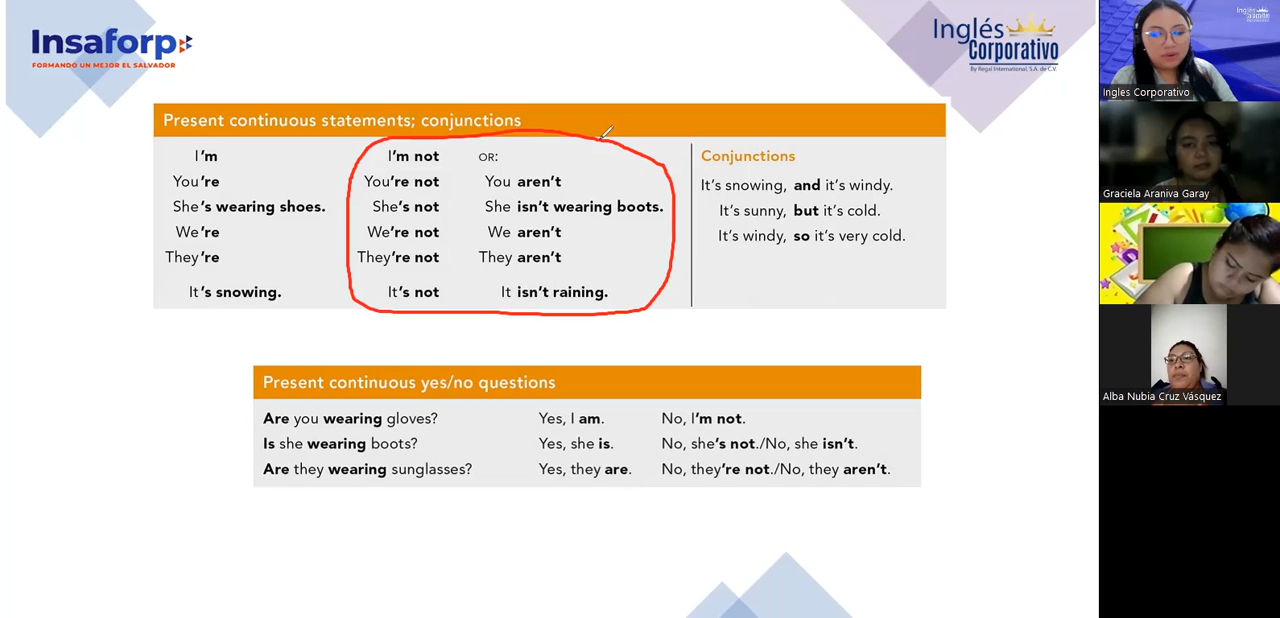 Insaforp
FORMANDO UN MEJOR EL SALVADOR
Inglés
Corporativo
By Regal International, S.A. de C.V.
Present continuous statements; conjunctions
I'm I'm not OR:
You're You're not You aren't
She's wearing shoes. She's not She isn't wearing boots.
We're We're not We aren't
They're They're not They aren't
It's snowing. It's not It isn't raining.
Conjunctions
It's snowing, and it's windy.
It's sunny, but it's cold.
It's windy, so it's very cold.
Present continuous yes/no questions
Are you wearing gloves? Yes, I am. No, I'm not.
Is she wearing boots? Yes, she is. No, she's not./No, she isn't.
Are they wearing sunglasses? Yes, they are. No, they're not./No, they aren't.
Inglés
Ingles Corporativo
Graciela Araniva Garay
Alba Nubia Cruz Vásquez